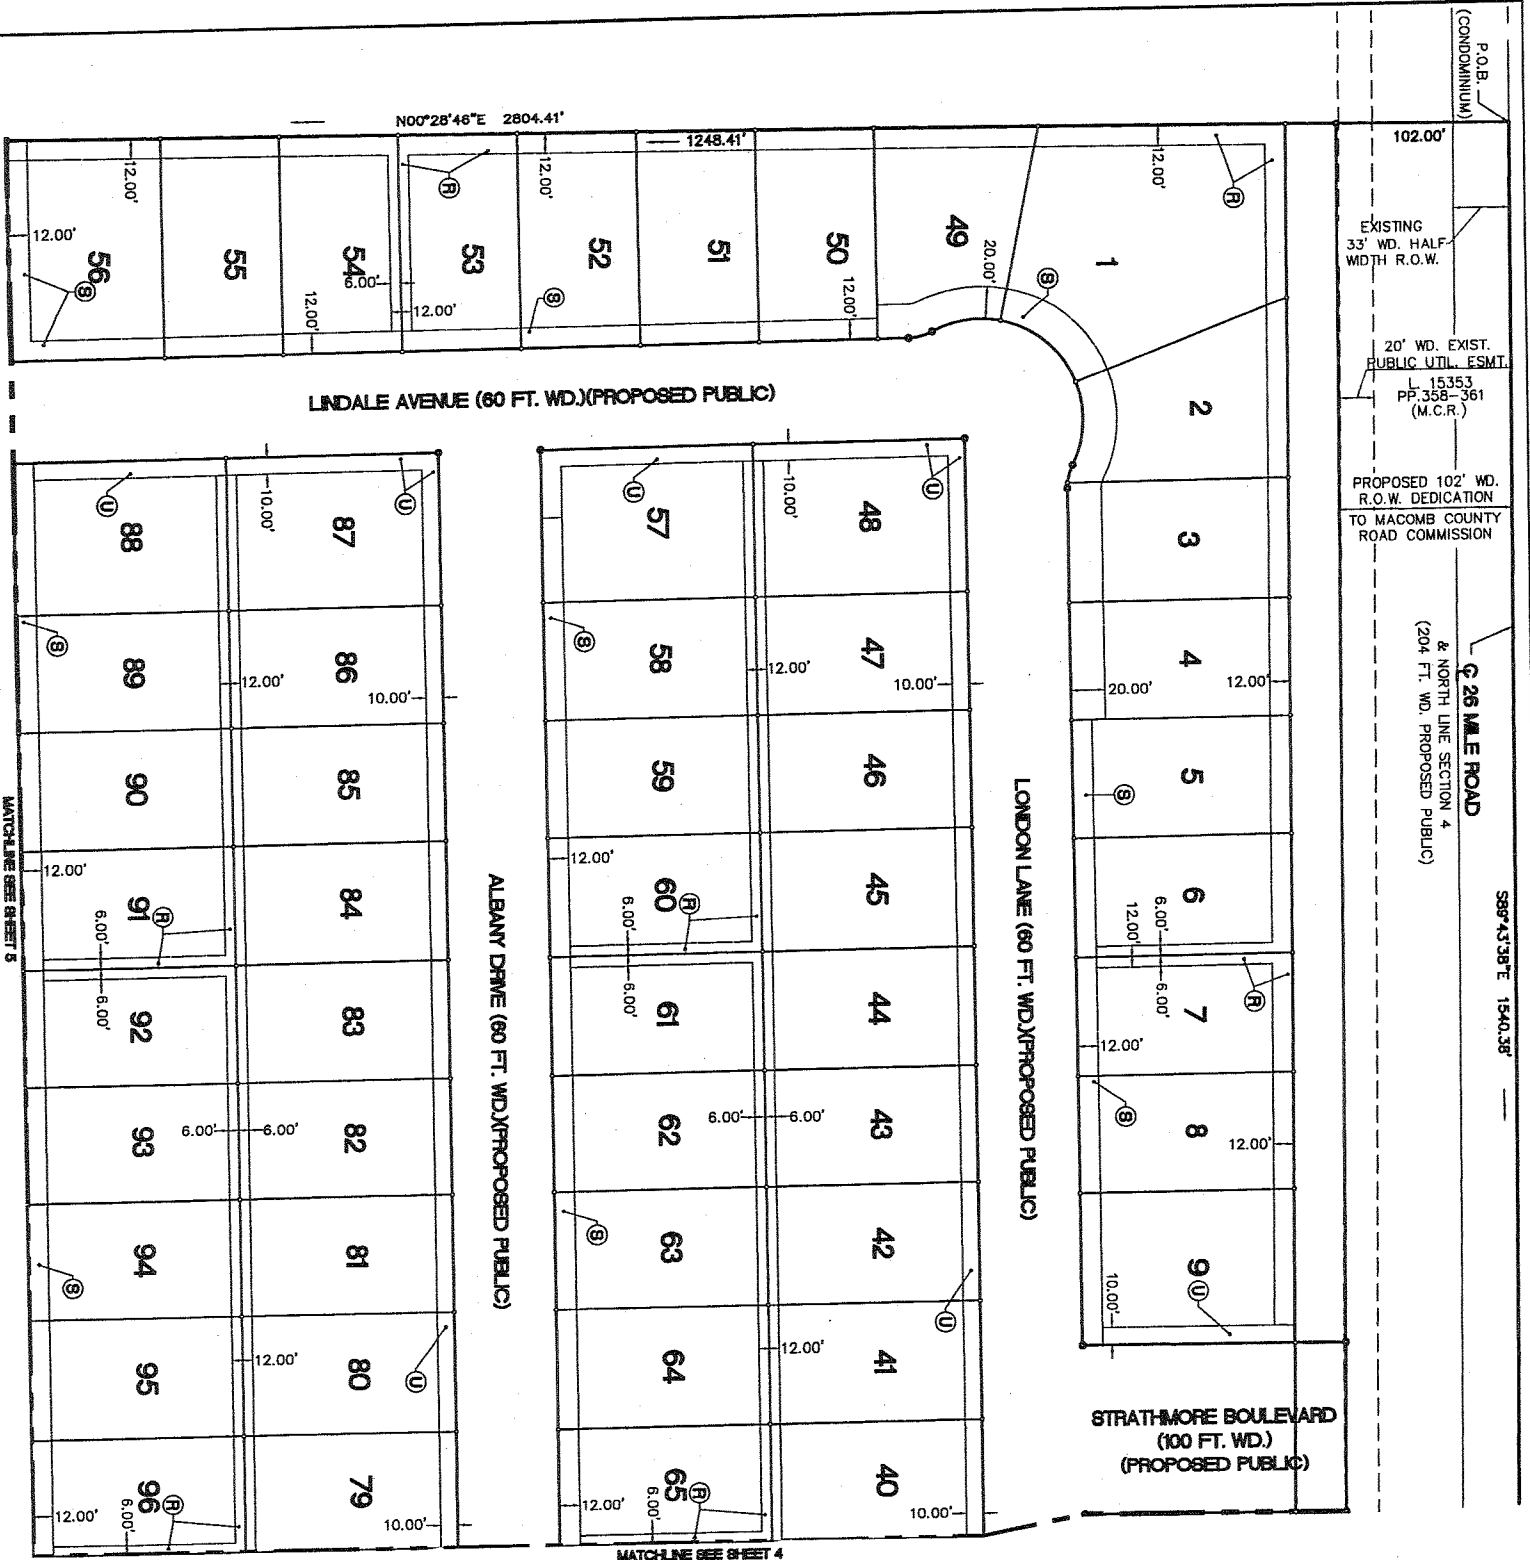 P.O.B.
(CONDOMINIUM)
102.00'
EXISTING
33' WD. HALF
WIDTH R.O.W.
20' WD. EXIST.
PUBLIC UTIL. ESMT.
L. 15353
PP.358-361
(M.C.R.)
PROPOSED 102' WD.
R.O.W. DEDICATION
TO MACOMB COUNTY
ROAD COMMISSION
℄ 26 MILE ROAD
& NORTH LINE SECTION 4
(204 FT. WD. PROPOSED PUBLIC)
S89°43'38"E 1540.38'
N00°28'46"E 2804.41'
1248.41'
12.00'
R
1
S
2
3
4
20.00'
12.00'
5
S
6
6.00'
12.00'
6.00'
R
7
12.00'
S
8
12.00'
9
U
10.00'
STRATHMORE BOULEVARD
(100 FT. WD.)
(PROPOSED PUBLIC)
LONDON LANE (60 FT. WD.)(PROPOSED PUBLIC)
49
20.00'
50
12.00'
51
52
12.00'
S
53
R
12.00'
54
6.00'
12.00'
55
56
12.00'
12.00'
S
LINDALE AVENUE (60 FT. WD.)(PROPOSED PUBLIC)
48
U
10.00'
47
12.00'
10.00'
46
45
44
43
6.00'
6.00'
42
U
41
12.00'
40
10.00'
57
U
58
S
59
12.00'
60
R
6.00'
6.00'
61
62
63
S
64
65
R
12.00'
6.00'
ALBANY DRIVE (60 FT. WD.)(PROPOSED PUBLIC)
87
U
10.00'
86
12.00'
10.00'
85
84
83
82
6.00'
6.00'
81
80
U
12.00'
79
10.00'
88
U
89
S
90
12.00'
91
R
6.00'
6.00'
92
93
94
S
95
96
R
12.00'
6.00'
MATCHLINE SEE SHEET 5
MATCHLINE SEE SHEET 4